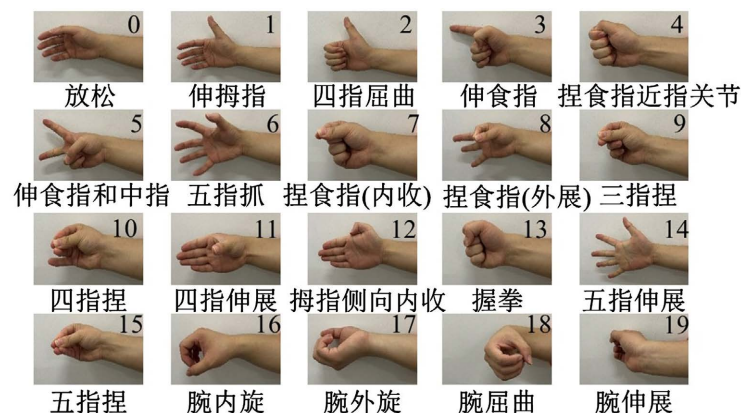 0 1 2 3 4
放松 伸拇指 四指屈曲 伸食指 捏食指近指关节
5 6 7 8 9
伸食指和中指 五指抓 捏食指(内收) 捏食指(外展) 三指捏
10 11 12 13 14
四指捏 四指伸展 拇指侧向内收 握拳 五指伸展
15 16 17 18 19
五指捏 腕内旋 腕外旋 腕屈曲 腕伸展